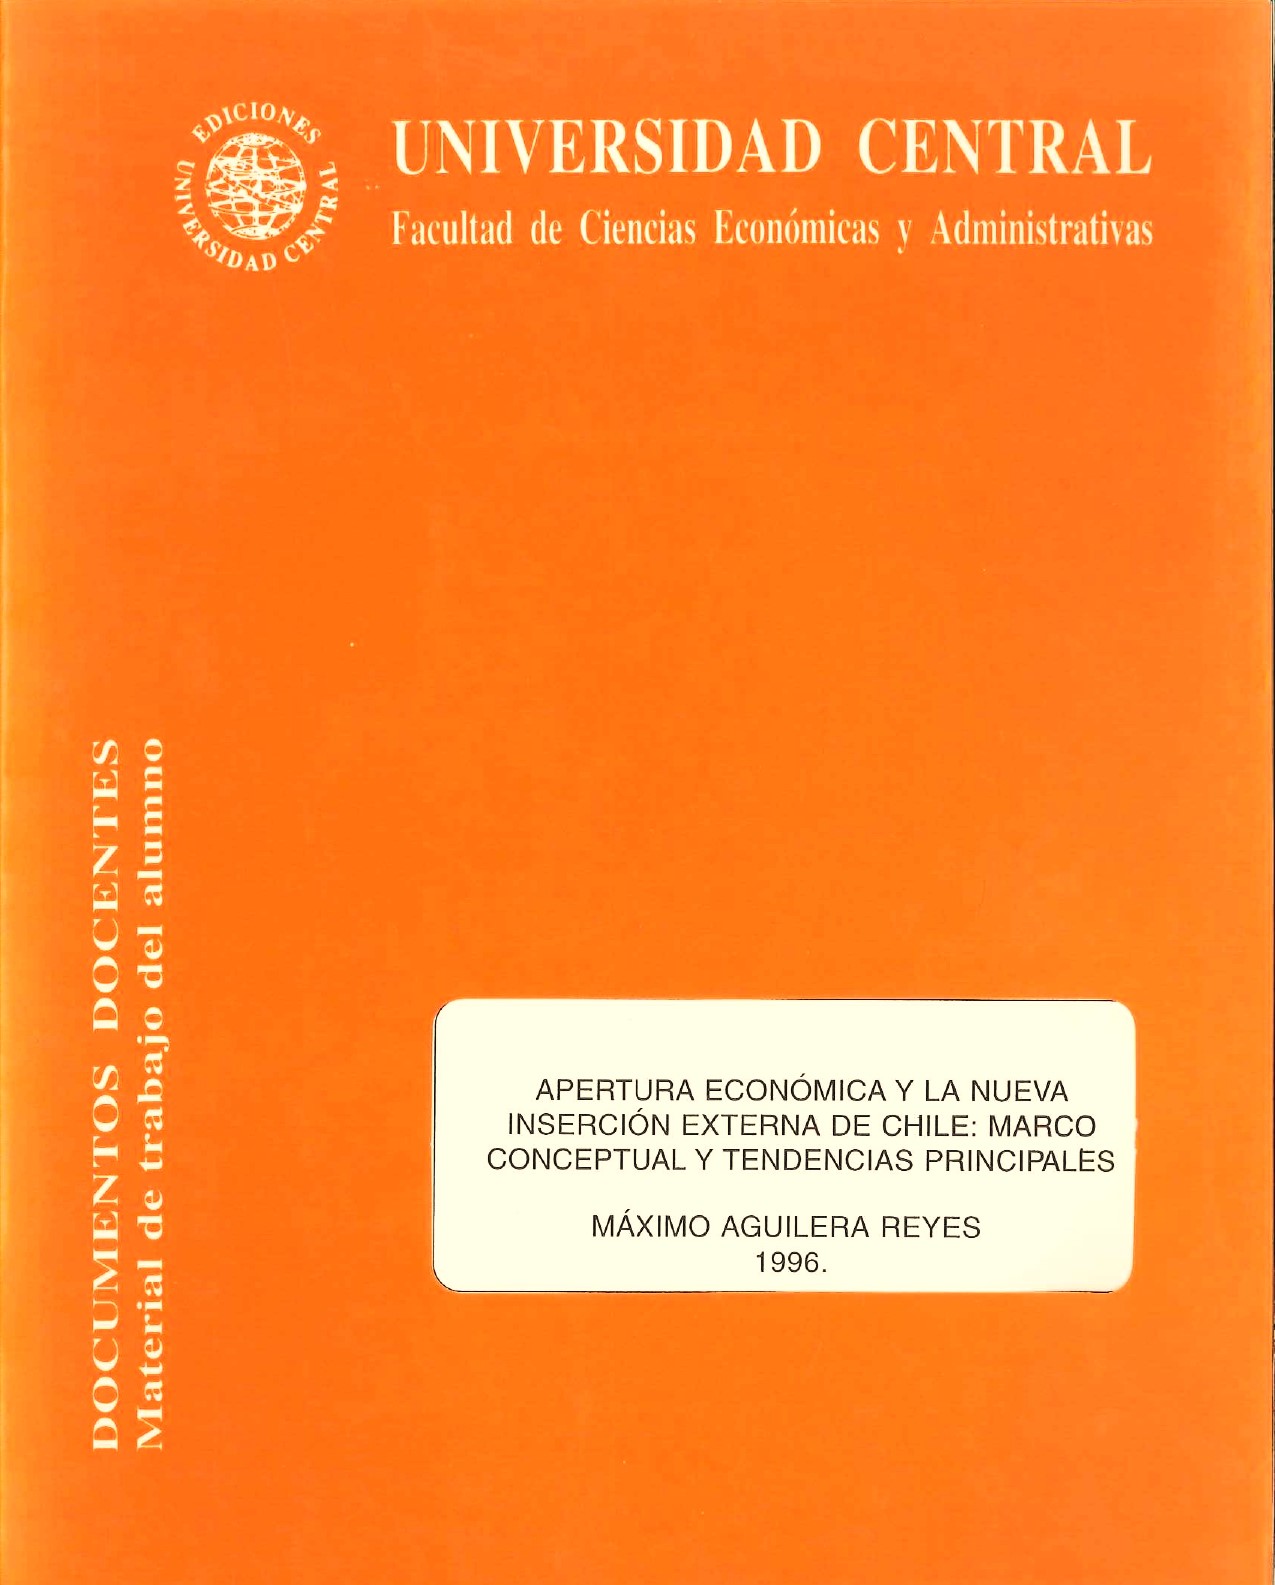 EDICIONES
UNIVERSIDAD CENTRAL
UNIVERSIDAD CENTRAL
Facultad de Ciencias Económicas y Administrativas
DOCUMENTOS DOCENTES
Material de trabajo del alumno
APERTURA ECONÓMICA Y LA NUEVA
INSERCIÓN EXTERNA DE CHILE: MARCO
CONCEPTUAL Y TENDENCIAS PRINCIPALES
MÁXIMO AGUILERA REYES
1996.